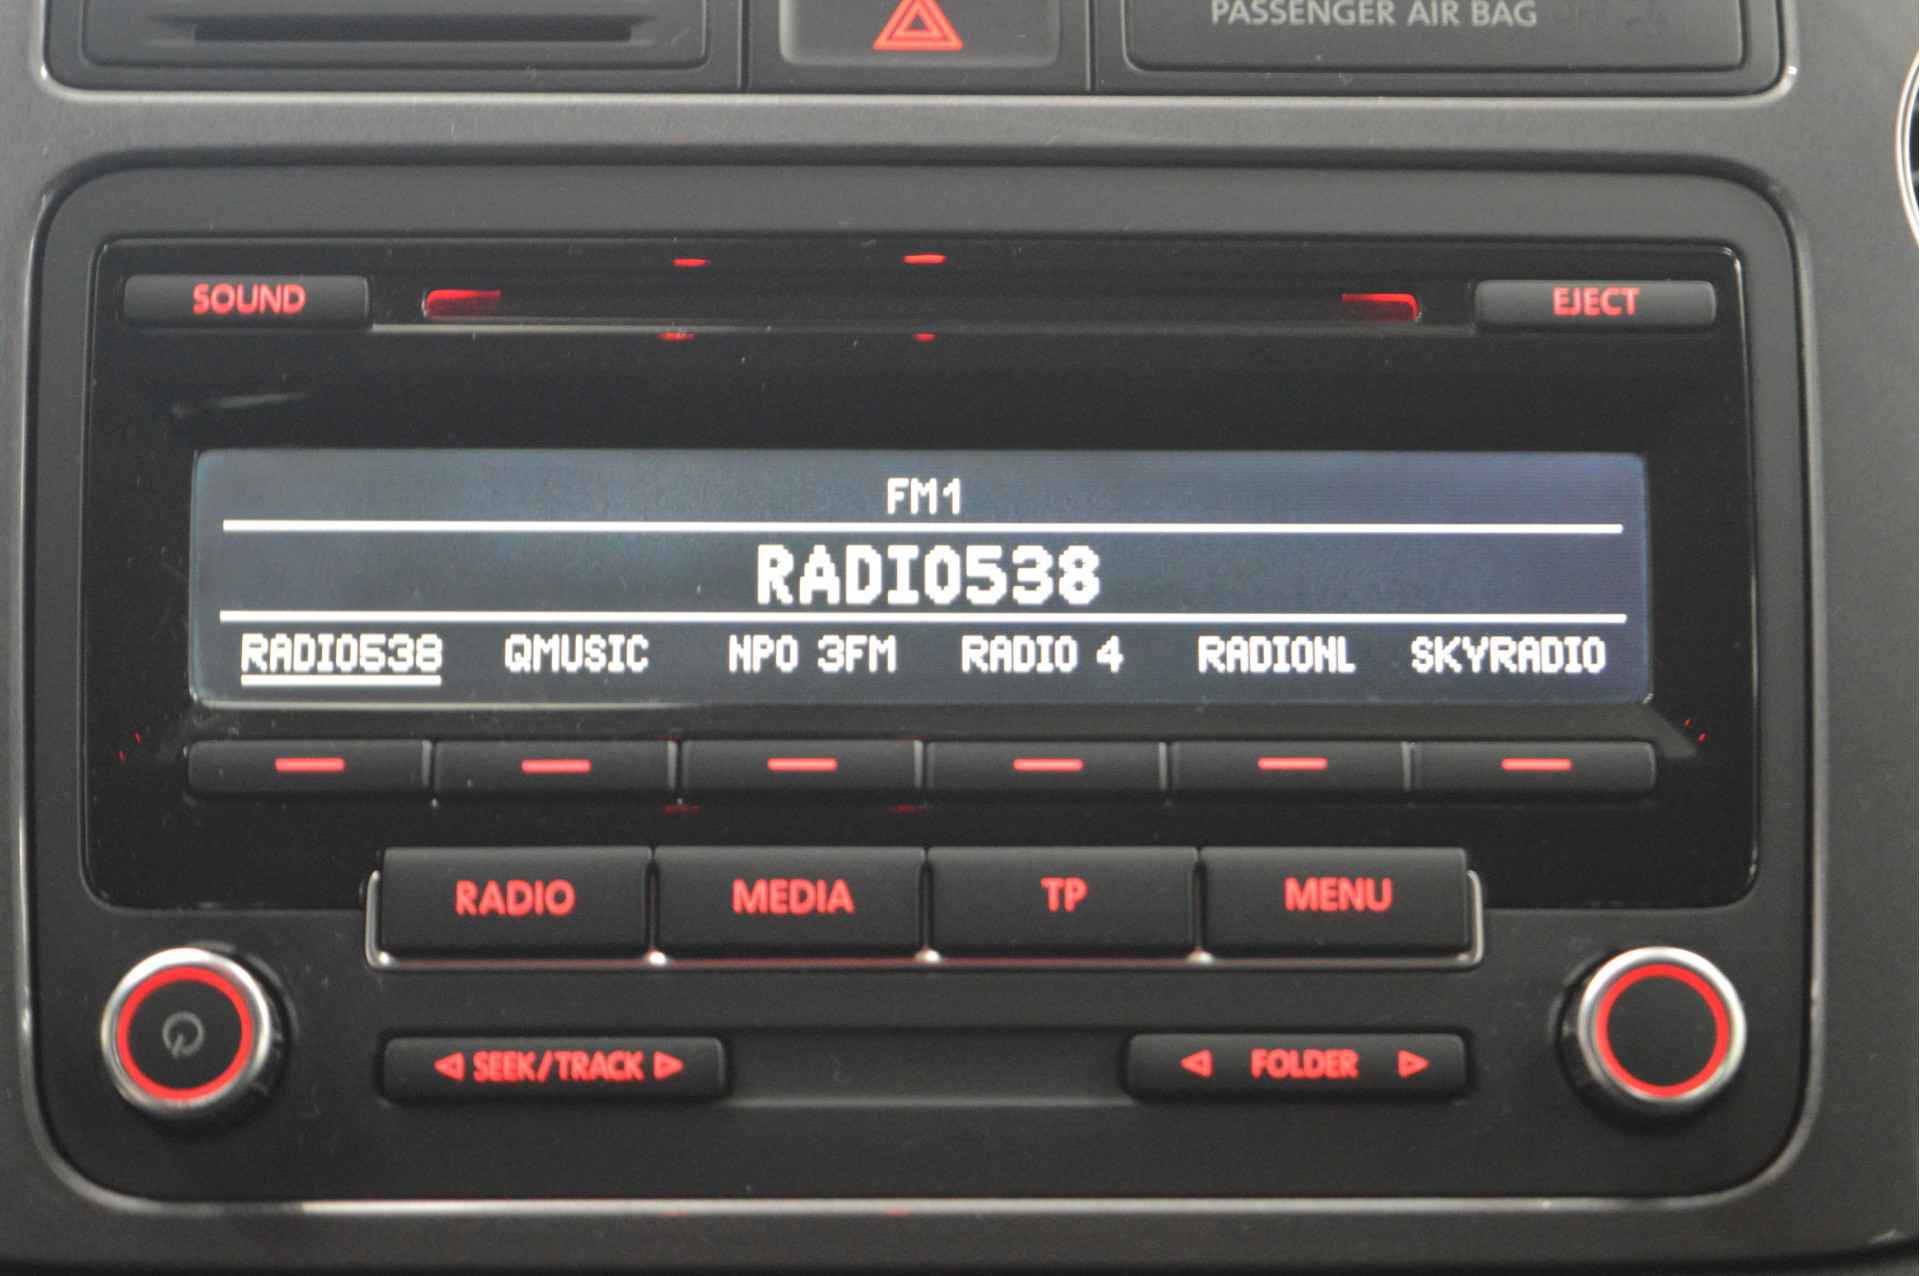 PASSENGER AIR BAG
SOUND
EJECT
FM1
RADIO538
RADIO538 QMUSIC NPO 3FM RADIO 4 RADIONL SKYRADIO
RADIO MEDIA TP MENU
SEEK/TRACK FOLDER